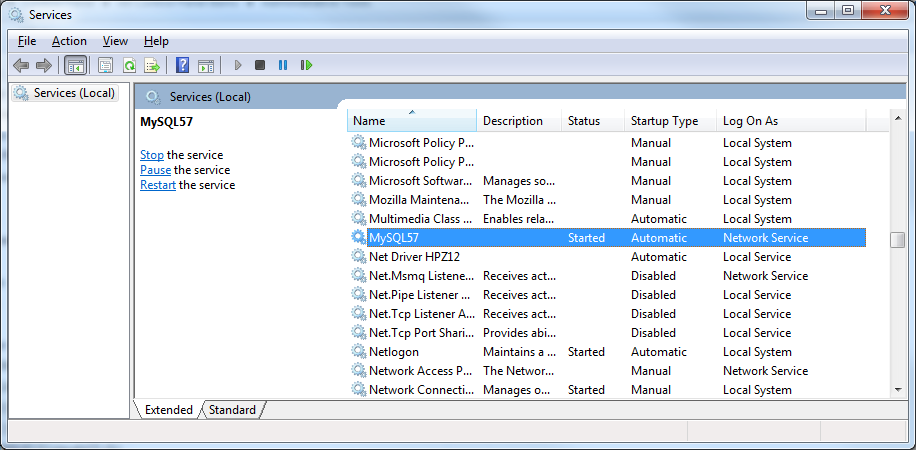 Services
File Action View Help
Services (Local)
Services (Local)
MySQL57
Stop the service
Pause the service
Restart the service
Name Description Status Startup Type Log On As
Microsoft Policy P... Manual Local System
Microsoft Policy P... Manual Local System
Microsoft Softwar... Manages so... Manual Local System
Mozilla Maintena... The Mozilla ... Manual Local System
Multimedia Class ... Enables rela... Automatic Local System
MySQL57 Started Automatic Network Service
Net Driver HPZ12 Automatic Local Service
Net.Msmq Listene... Receives act... Disabled Network Service
Net.Pipe Listener ... Receives act... Disabled Local Service
Net.Tcp Listener A... Receives act... Disabled Local Service
Net.Tcp Port Shari... Provides abi... Disabled Local Service
Netlogon Maintains a ... Started Automatic Local System
Network Access P... The Networ... Manual Network Service
Network Connecti... Manages o... Started Manual Local System
Extended Standard